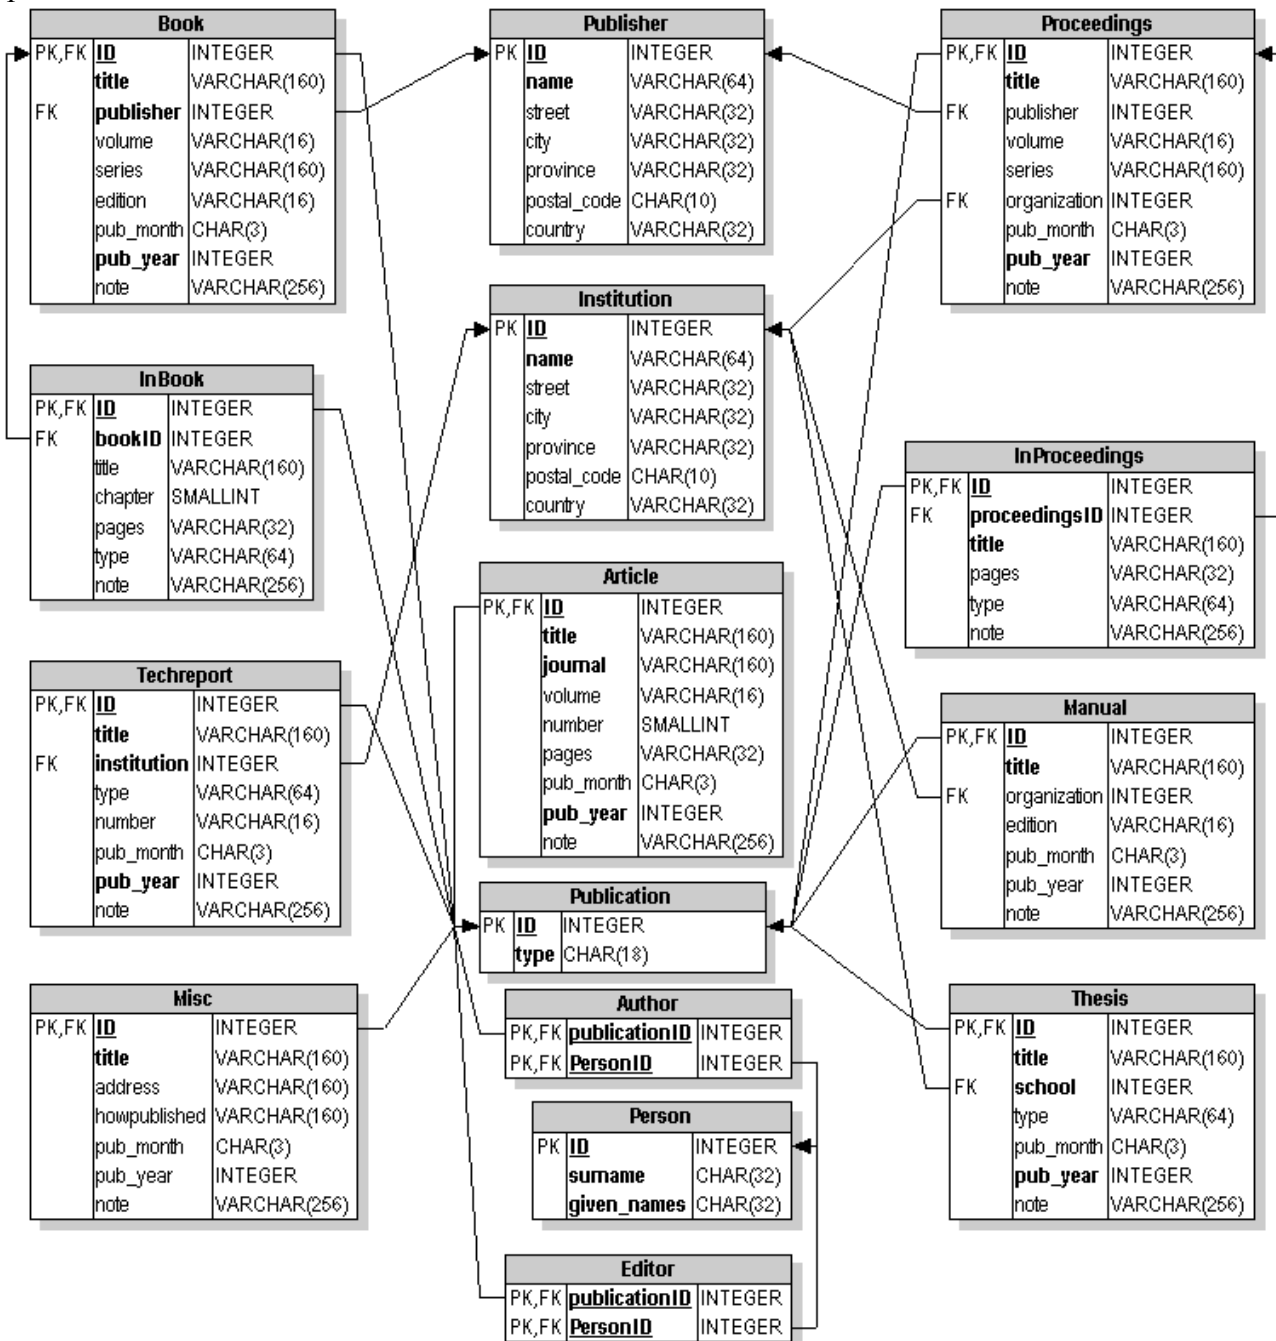 Book
PK,FK ID INTEGER
title VARCHAR(160)
FK publisher INTEGER
volume VARCHAR(16)
series VARCHAR(160)
edition VARCHAR(16)
pub_month CHAR(3)
pub_year INTEGER
note VARCHAR(256)
Publisher
PK ID INTEGER
name VARCHAR(64)
street VARCHAR(32)
city VARCHAR(32)
province VARCHAR(32)
postal_code CHAR(10)
country VARCHAR(32)
Proceedings
PK,FK ID INTEGER
title VARCHAR(160)
FK publisher INTEGER
volume VARCHAR(16)
series VARCHAR(160)
FK organization INTEGER
pub_month CHAR(3)
pub_year INTEGER
note VARCHAR(256)
Institution
PK ID INTEGER
name VARCHAR(64)
street VARCHAR(32)
city VARCHAR(32)
province VARCHAR(32)
postal_code CHAR(10)
country VARCHAR(32)
InBook
PK,FK ID INTEGER
FK bookID INTEGER
title VARCHAR(160)
chapter SMALLINT
pages VARCHAR(32)
type VARCHAR(64)
note VARCHAR(256)
InProceedings
PK,FK ID INTEGER
FK proceedingsID INTEGER
title VARCHAR(160)
pages VARCHAR(32)
type VARCHAR(64)
note VARCHAR(256)
Article
PK,FK ID INTEGER
title VARCHAR(160)
journal VARCHAR(160)
volume VARCHAR(16)
number SMALLINT
pages VARCHAR(32)
pub_month CHAR(3)
pub_year INTEGER
note VARCHAR(256)
Techreport
PK,FK ID INTEGER
title VARCHAR(160)
FK institution INTEGER
type VARCHAR(64)
number VARCHAR(16)
pub_month CHAR(3)
pub_year INTEGER
note VARCHAR(256)
Manual
PK,FK ID INTEGER
title VARCHAR(160)
FK organization INTEGER
edition VARCHAR(16)
pub_month CHAR(3)
pub_year INTEGER
note VARCHAR(256)
Publication
PK ID INTEGER
type CHAR(18)
Misc
PK,FK ID INTEGER
title VARCHAR(160)
address VARCHAR(160)
howpublished VARCHAR(160)
pub_month CHAR(3)
pub_year INTEGER
note VARCHAR(256)
Author
PK,FK publicationID INTEGER
PK,FK PersonID INTEGER
Thesis
PK,FK ID INTEGER
title VARCHAR(160)
FK school INTEGER
type VARCHAR(64)
pub_month CHAR(3)
pub_year INTEGER
note VARCHAR(256)
Person
PK ID INTEGER
surname CHAR(32)
given_names CHAR(32)
Editor
PK,FK publicationID INTEGER
PK,FK PersonID INTEGER